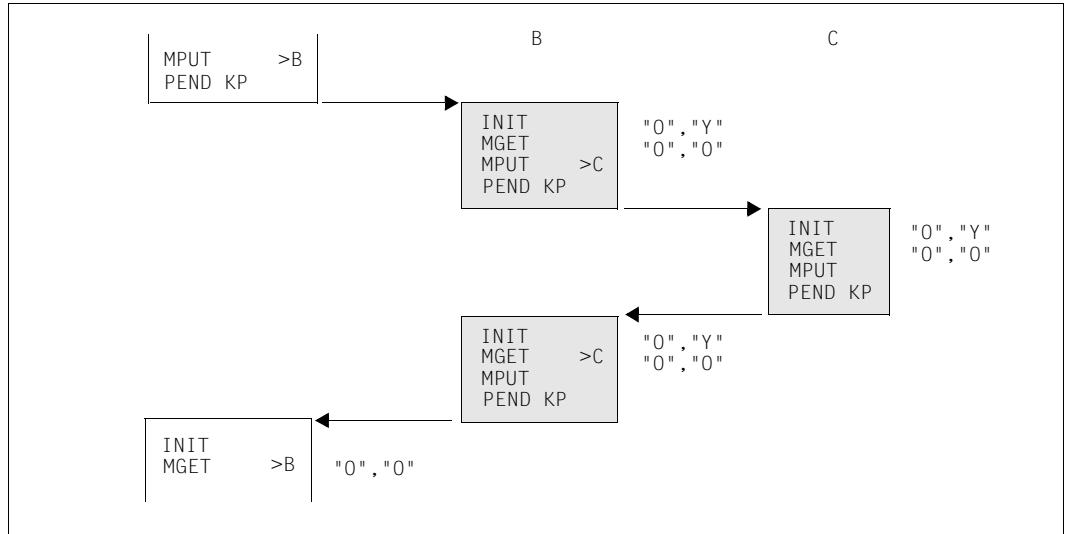 B C
MPUT >B
PEND KP
INIT
MGET
MPUT >C
PEND KP
"O","Y"
"O","O"
INIT
MGET
MPUT
PEND KP
"O","Y"
"O","O"
INIT
MGET >C
MPUT
PEND KP
"O","Y"
"O","O"
INIT
MGET >B
"O","O"